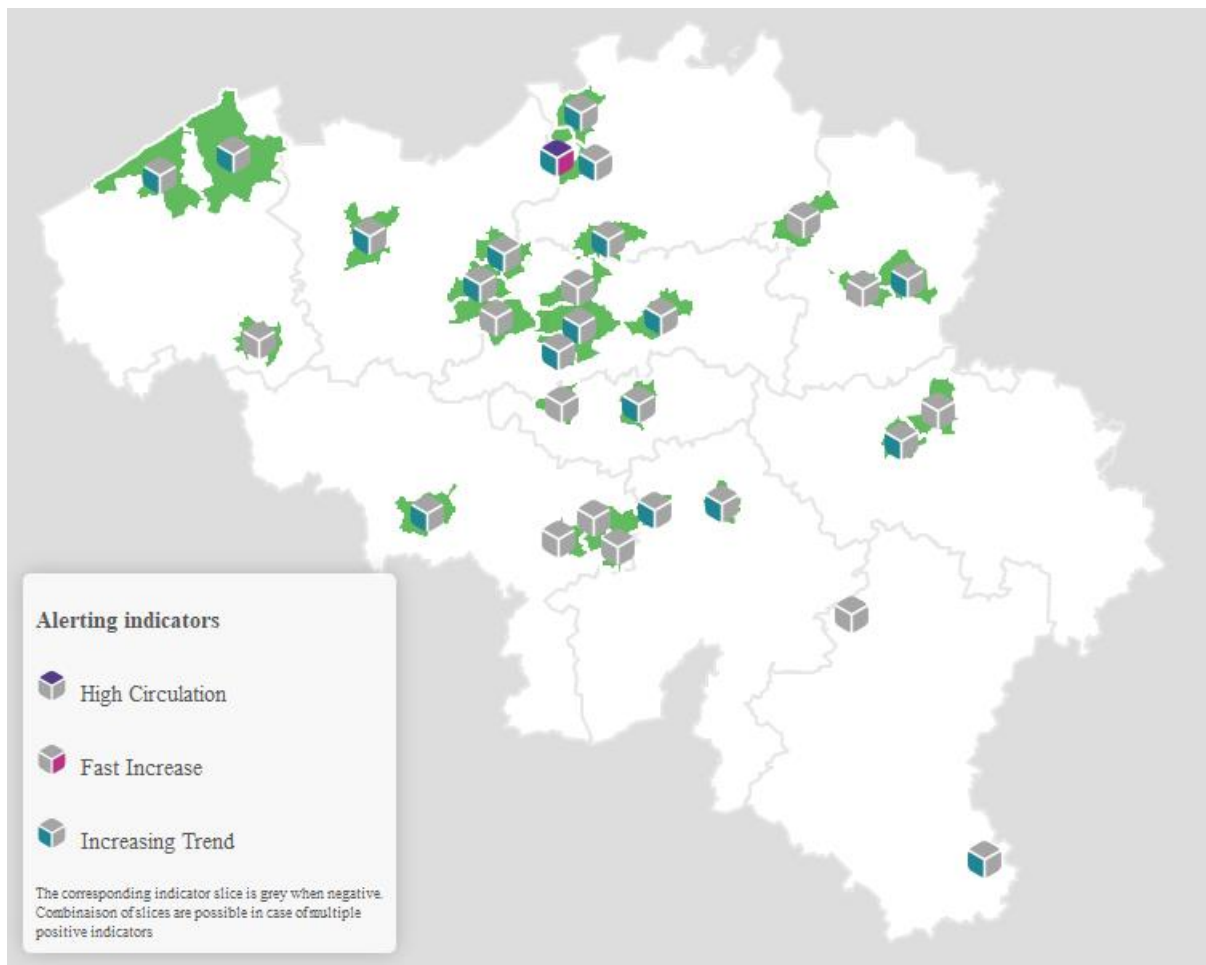 Alerting indicators
High Circulation
Fast Increase
Increasing Trend
The corresponding indicator slice is grey when negative.
Combinaison of slices are possible in case of multiple
positive indicators